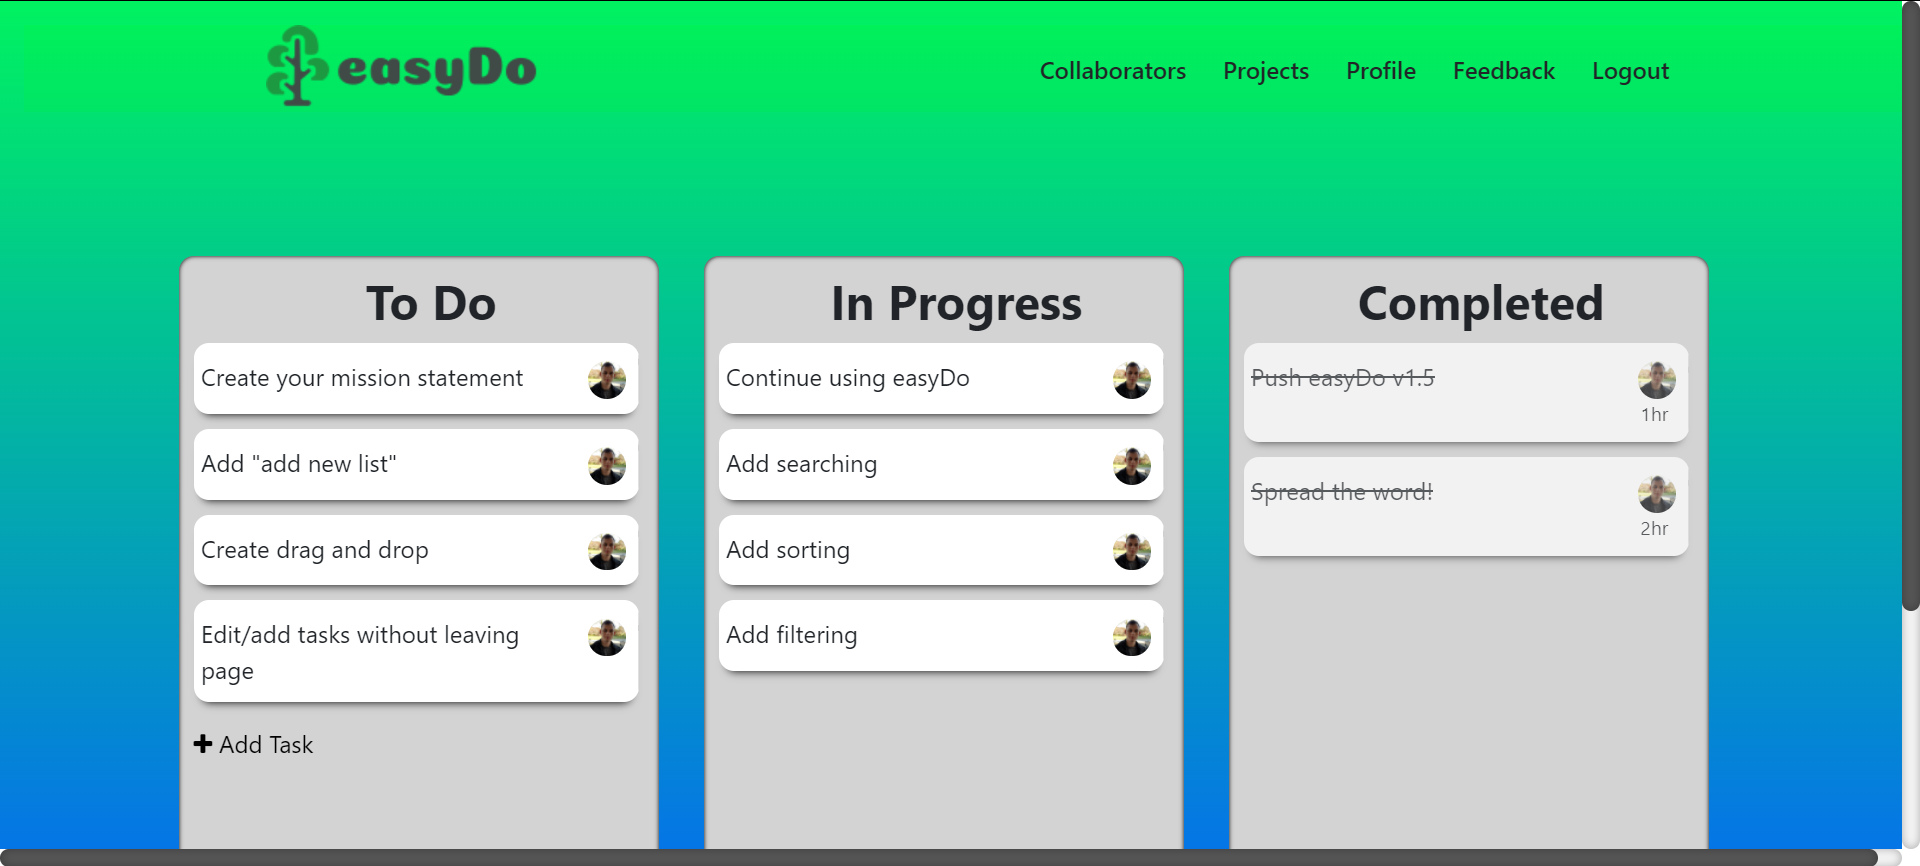 easyDo
Collaborators Projects Profile Feedback Logout
To Do
Create your mission statement
Add "add new list"
Create drag and drop
Edit/add tasks without leaving
page
Add Task
In Progress
Continue using easyDo
Add searching
Add sorting
Add filtering
Completed
Push easyDo v1.5
1hr
Spread the word!
2hr